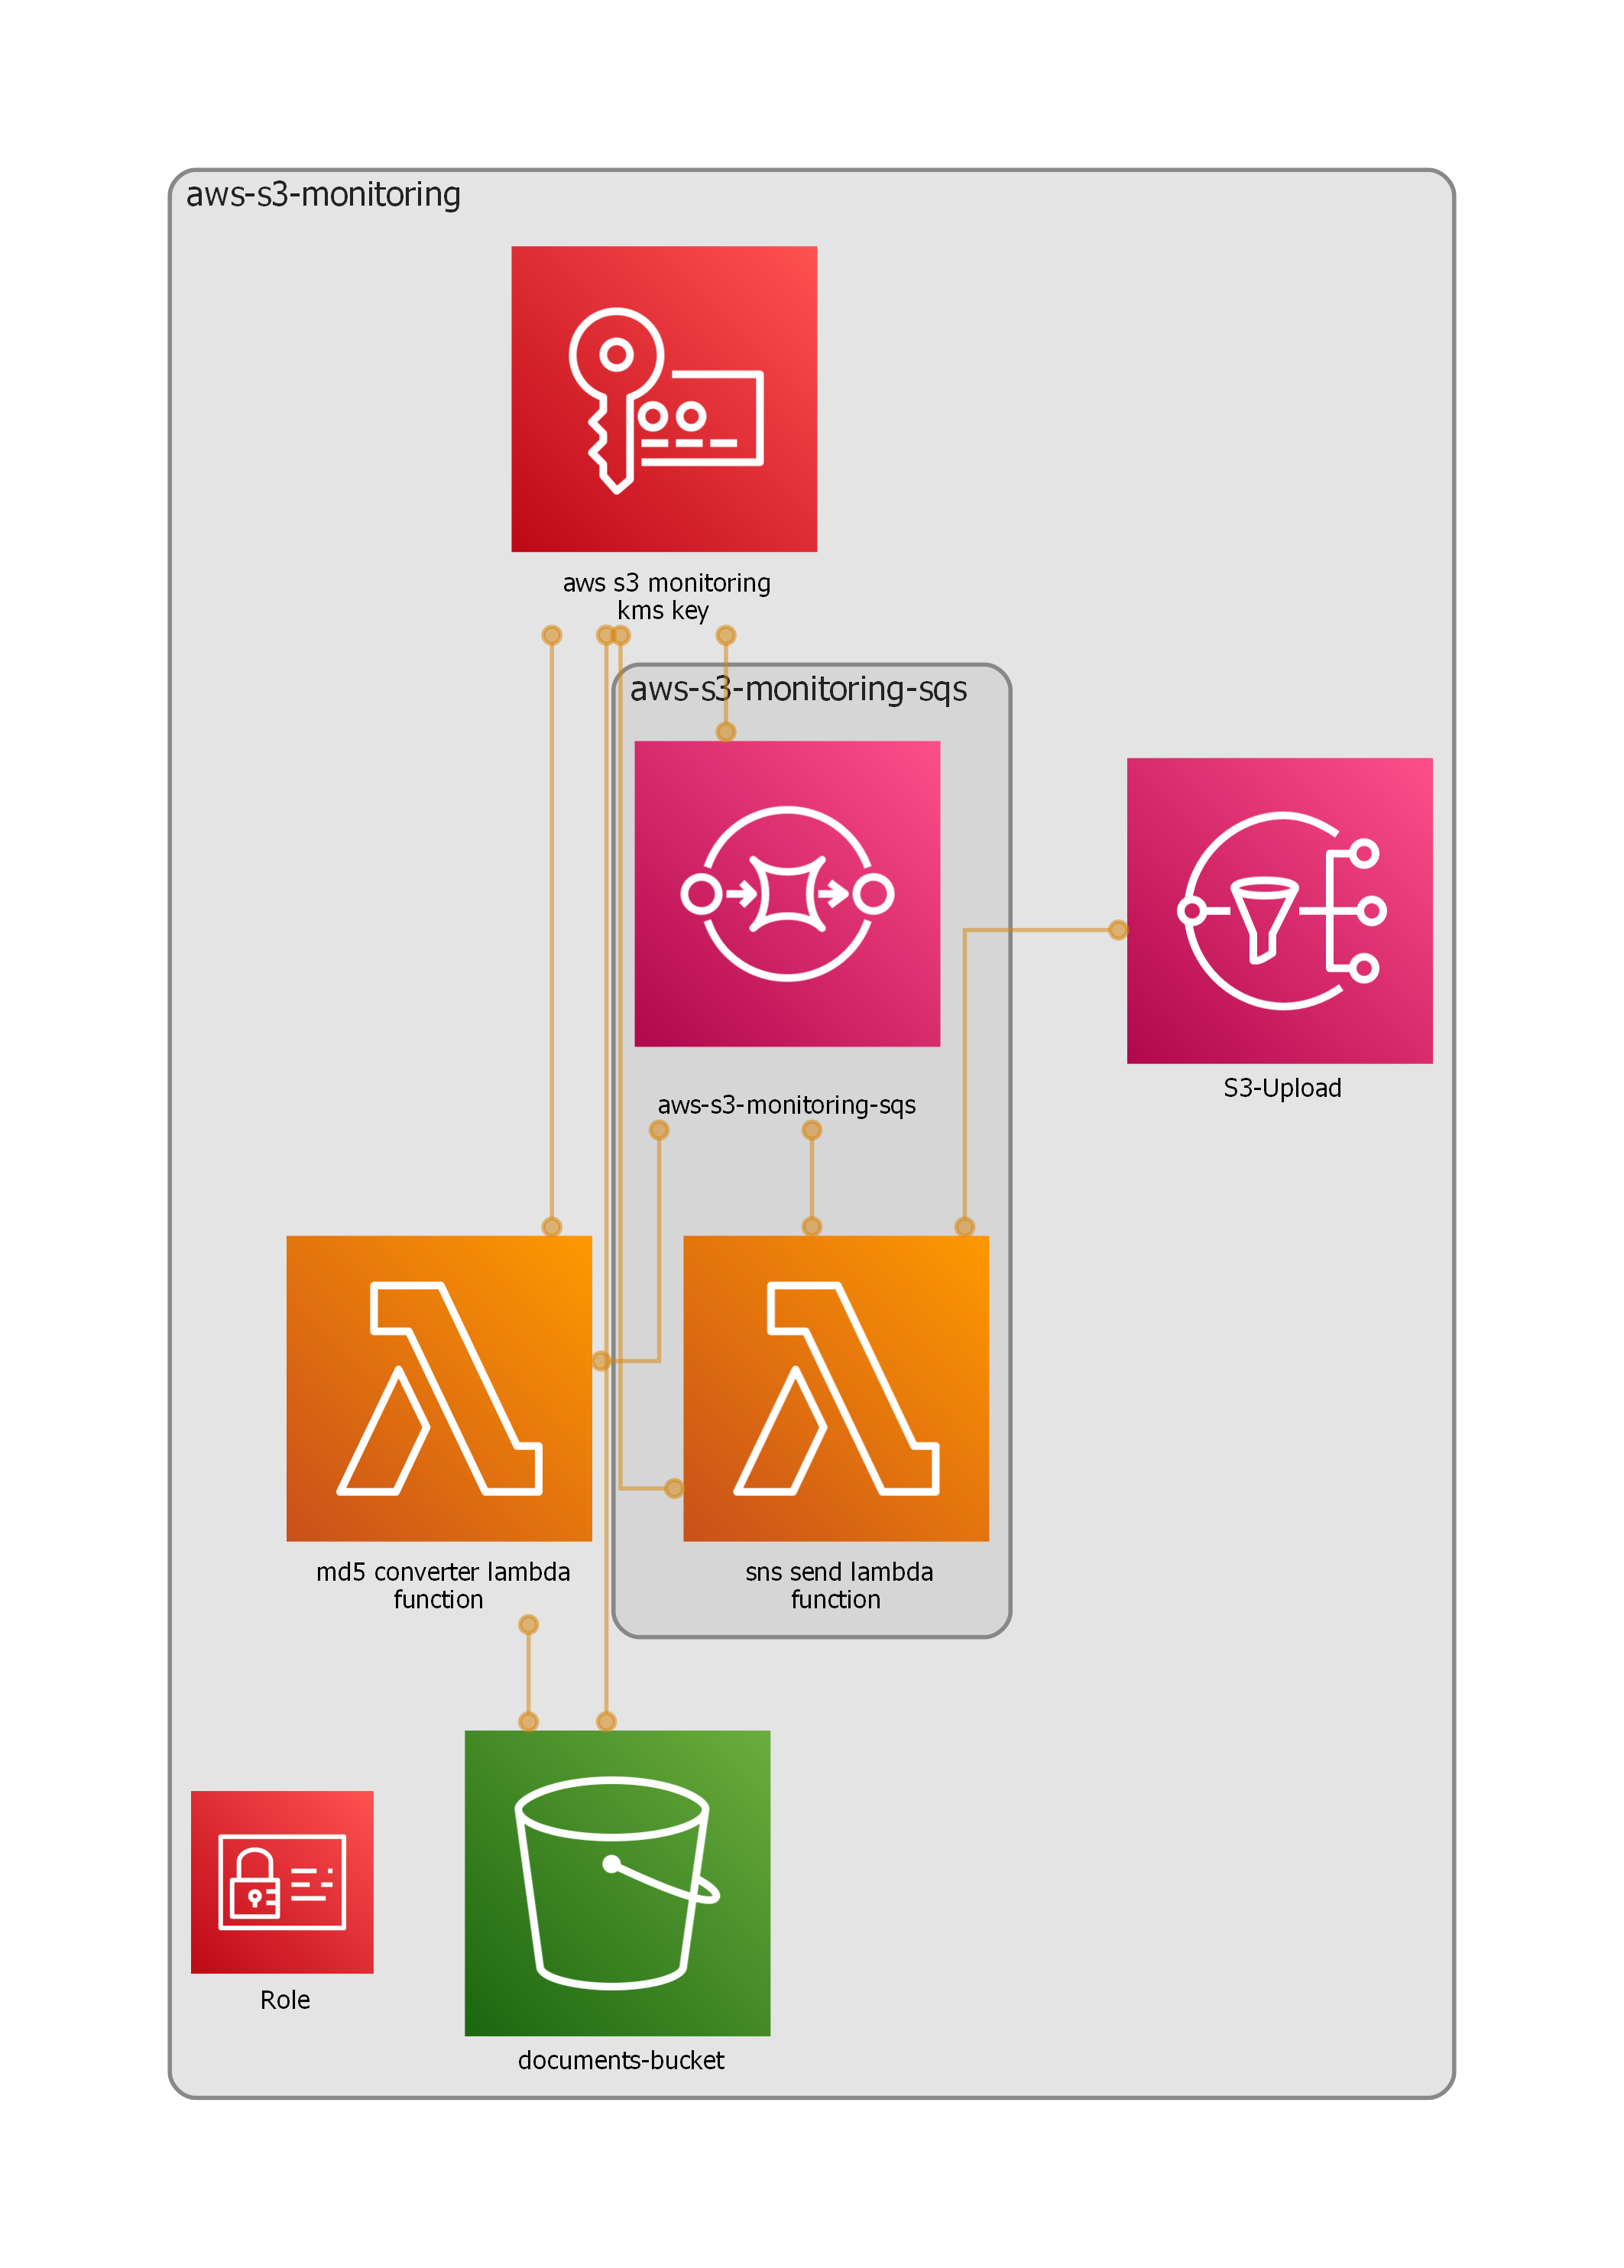 aws-s3-monitoring
aws s3 monitoring
kms key
aws-s3-monitoring-sqs
aws-s3-monitoring-sqs
S3-Upload
md5 converter lambda
function
sns send lambda
function
Role
documents-bucket